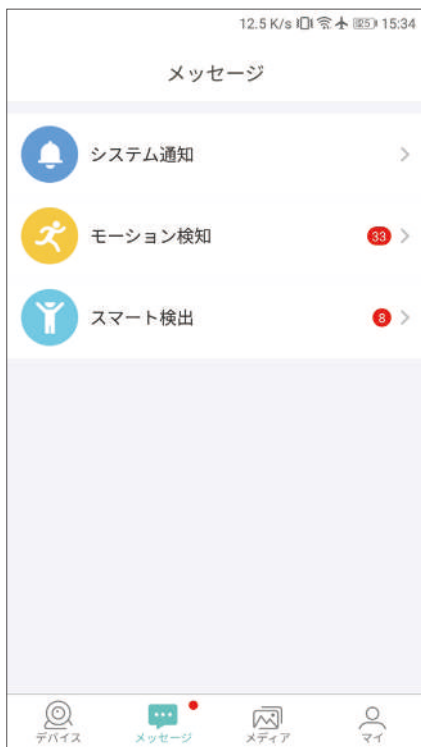 12.5 K/s 25 15:34
メッセージ
システム通知
モーション検知 33
スマート検出 8
デバイス メッセージ メディア マイ